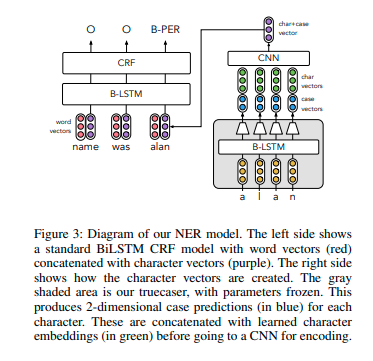 O O B-PER
CRF
B-LSTM
word
vectors
name was alan
char+case
vector
CNN
char
vectors
case
vectors
B-LSTM
a l a n
Figure 3: Diagram of our NER model. The left side shows
a standard BiLSTM CRF model with word vectors (red)
concatenated with character vectors (purple). The right side
shows how the character vectors are created. The gray
shaded area is our truecaser, with parameters frozen. This
produces 2-dimensional case predictions (in blue) for each
character. These are concatenated with learned character
embeddings (in green) before going to a CNN for encoding.